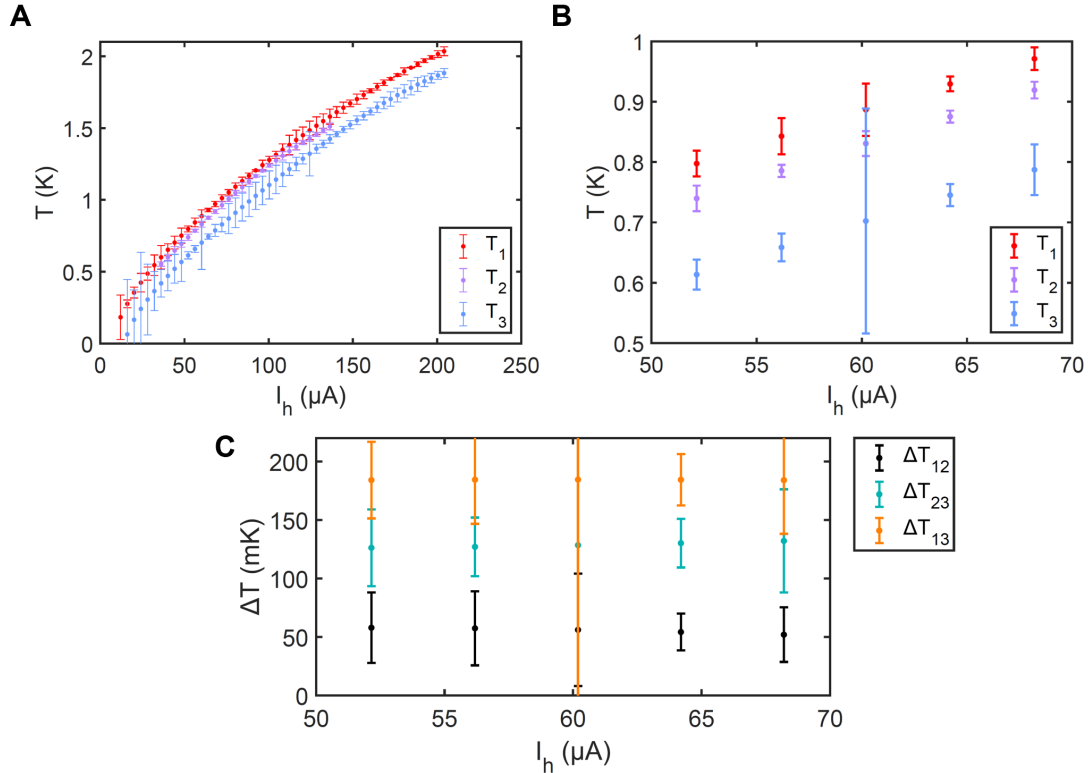 A
T (K)
2
1.5
1
0.5
0
0 50 100 150 200 250
I_h (µA)
T_1
T_2
T_3
B
T (K)
1
0.9
0.8
0.7
0.6
0.5
50 55 60 65 70
I_h (µA)
T_1
T_2
T_3
C
ΔT (mK)
200
150
100
50
0
50 55 60 65 70
I_h (µA)
ΔT_12
ΔT_23
ΔT_13